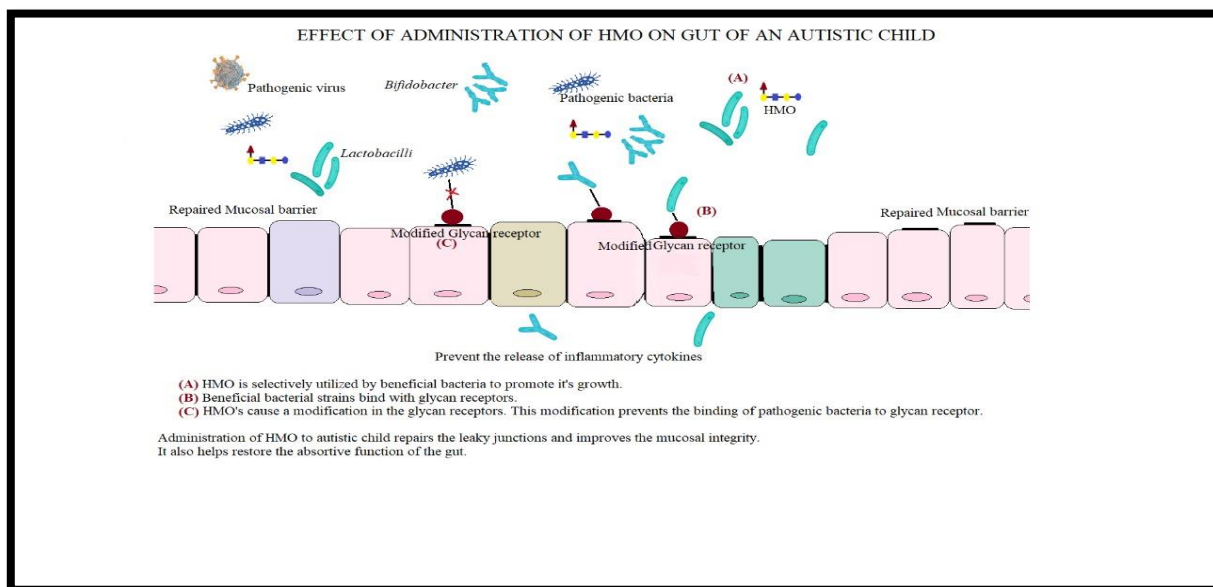 EFFECT OF ADMINISTRATION OF HMO ON GUT OF AN AUTISTIC CHILD
Pathogenic virus
Bifidobacter
Pathogenic bacteria
(A)
HMO
Lactobacilli
Repaired Mucosal barrier
Modified Glycan receptor
(C)
(B)
Modified Glycan receptor
Repaired Mucosal barrier
Prevent the release of inflammatory cytokines
(A) HMO is selectively utilized by beneficial bacteria to promote it's growth.
(B) Beneficial bacterial strains bind with glycan receptors.
(C) HMO's cause a modification in the glycan receptors. This modification prevents the binding of pathogenic bacteria to glycan receptor.
Administration of HMO to autistic child repairs the leaky junctions and improves the mucosal integrity.
It also helps restore the absortive function of the gut.